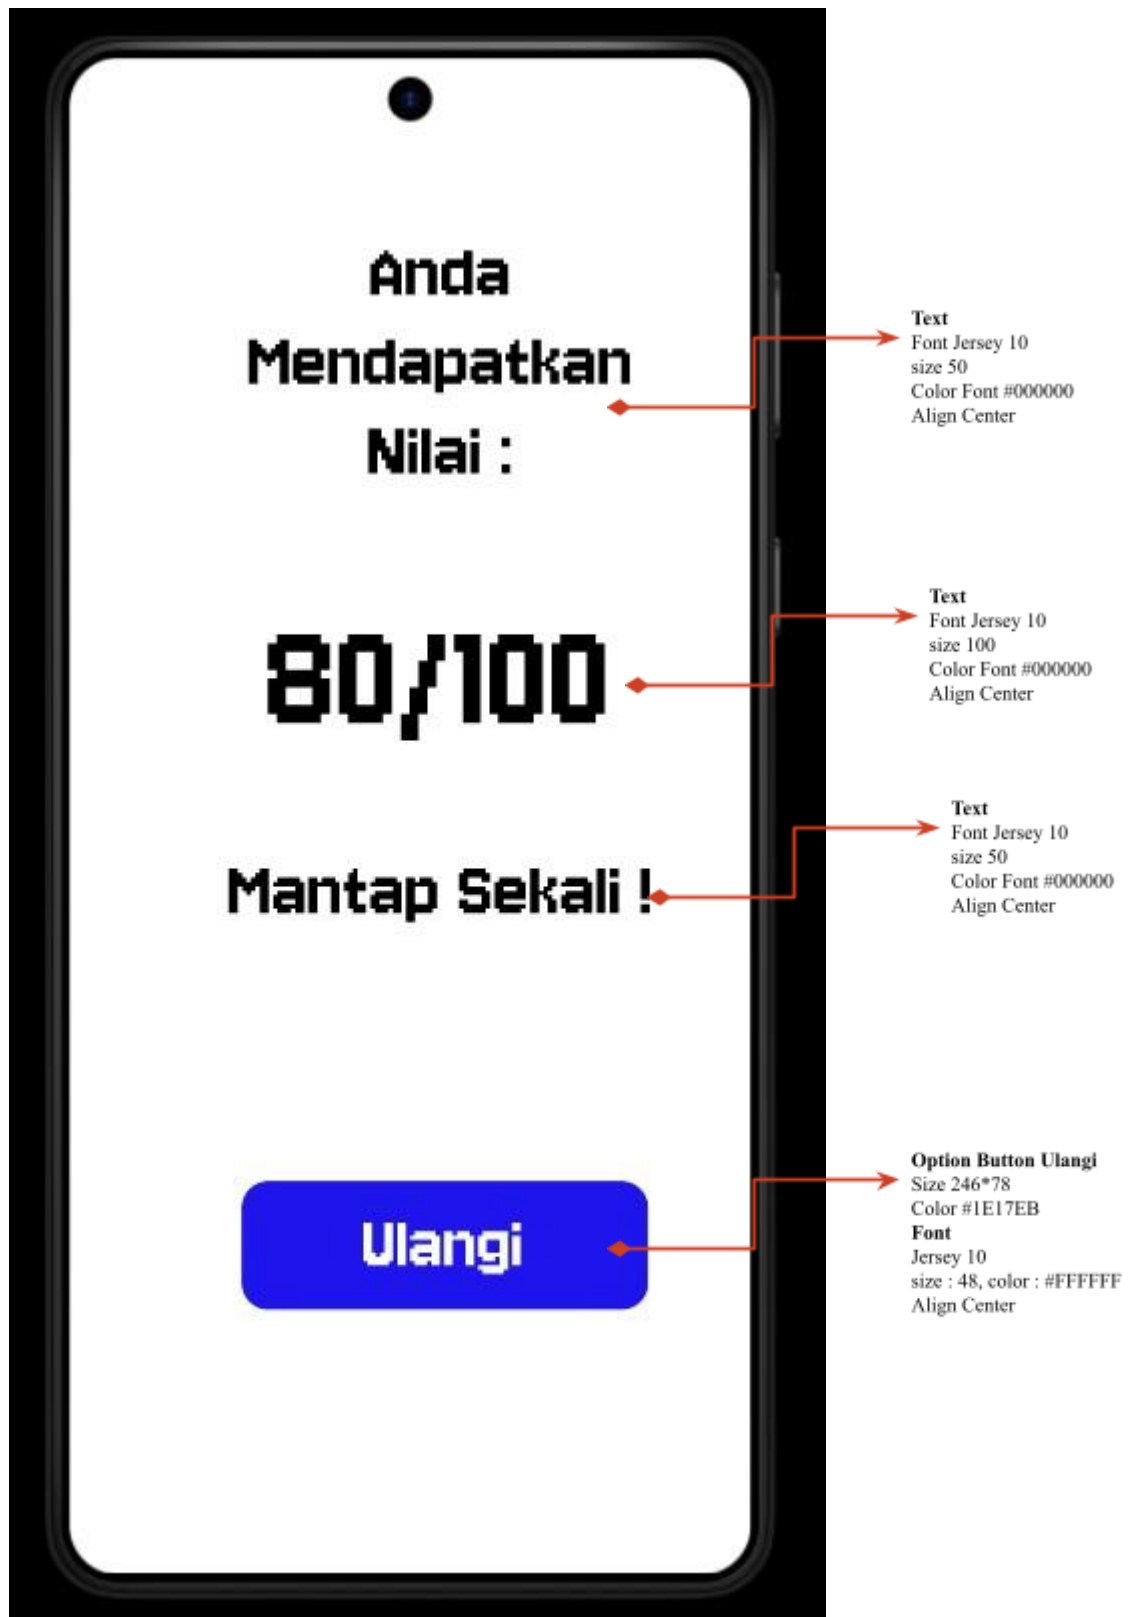 Anda
Mendapatkan
Nilai :
80/100
Mantap Sekali !
Ulangi
Text
Font Jersey 10
size 50
Color Font #000000
Align Center
Text
Font Jersey 10
size 100
Color Font #000000
Align Center
Text
Font Jersey 10
size 50
Color Font #000000
Align Center
Option Button Ulangi
Size 246*78
Color #1E17EB
Font
Jersey 10
size : 48, color : #FFFFFF
Align Center